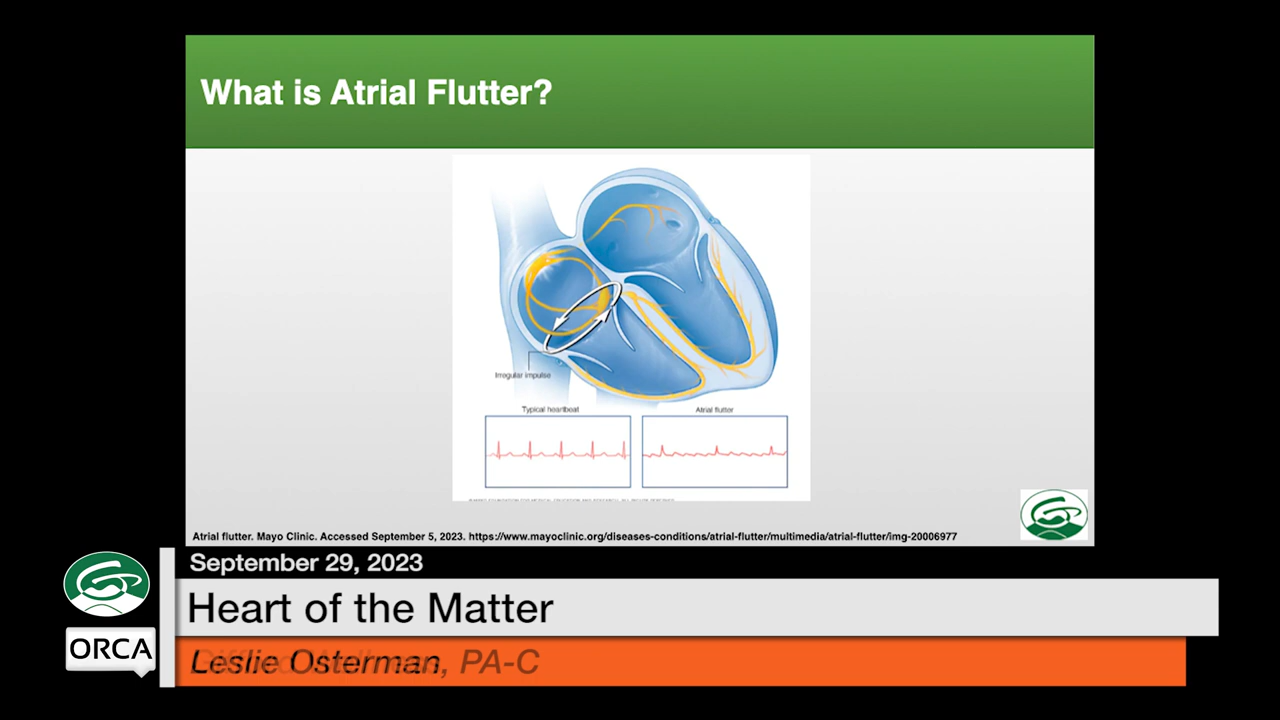 What is Atrial Flutter?
Irregular impulse
Typical heartbeat
Atrial flutter
Atrial flutter. Mayo Clinic. Accessed September 5, 2023. https://www.mayoclinic.org/diseases-conditions/atrial-flutter/multimedia/atrial-flutter/img-20006977
September 29, 2023
Heart of the Matter
ORCA
Leslie Osterman, PA-C